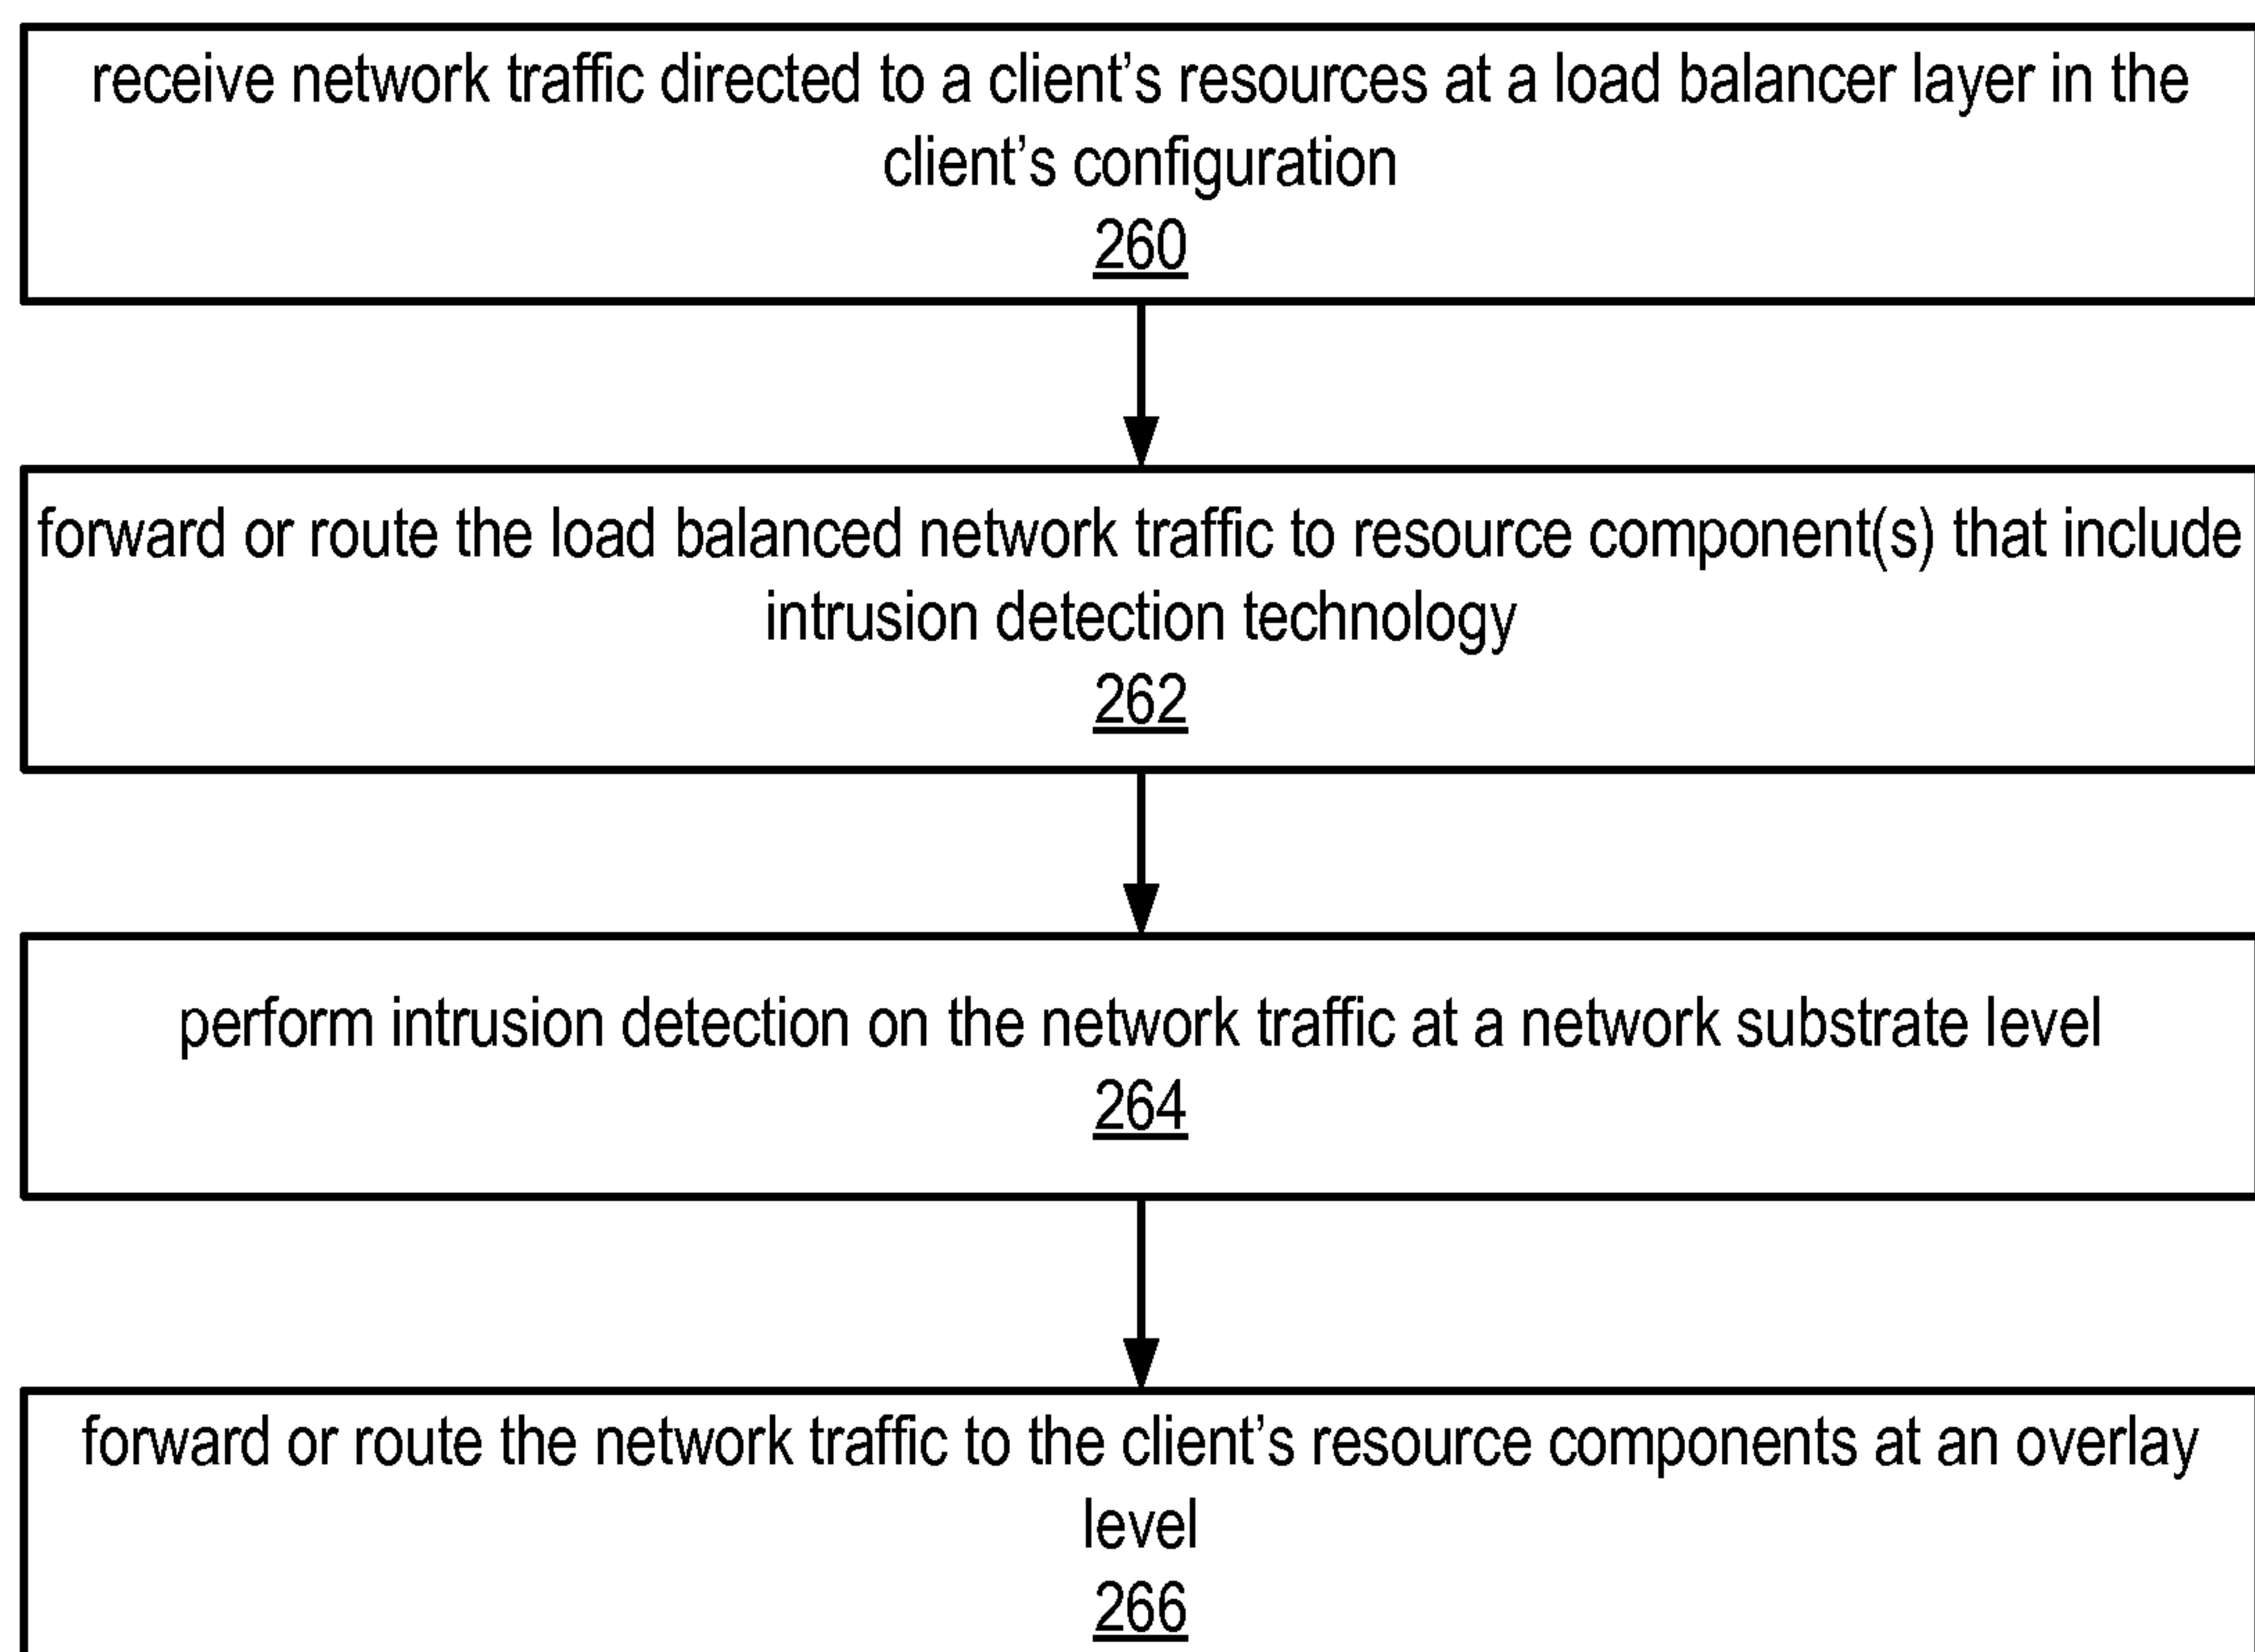 receive network traffic directed to a client’s resources at a load balancer layer in the
client’s configuration
260
forward or route the load balanced network traffic to resource component(s) that include
intrusion detection technology
262
perform intrusion detection on the network traffic at a network substrate level
264
forward or route the network traffic to the client’s resource components at an overlay
level
266